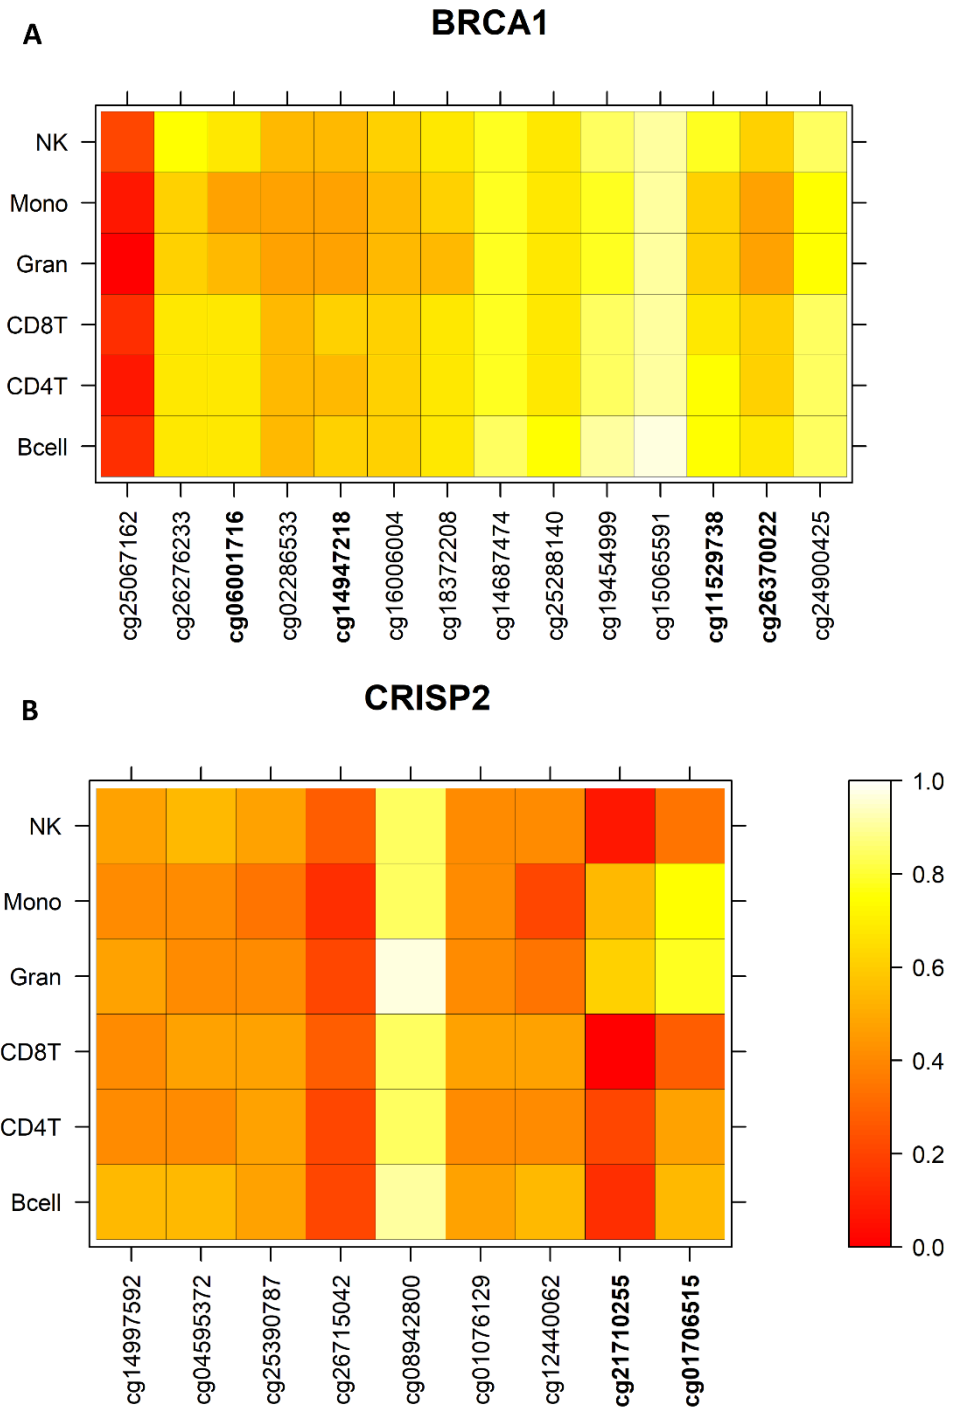 A
BRCA1
NK
Mono
Gran
CD8T
CD4T
Bcell
cg25067162
cg26276233
cg06001716
cg02286533
cg14947218
cg16006004
cg18372208
cg14687474
cg25288140
cg19454999
cg15065591
cg11529738
cg26370022
cg24900425
B
CRISP2
NK
Mono
Gran
CD8T
CD4T
Bcell
cg14997592
cg04595372
cg25390787
cg26715042
cg08942800
cg01076129
cg12440062
cg21710255
cg01706515
1.0
0.8
0.6
0.4
0.2
0.0